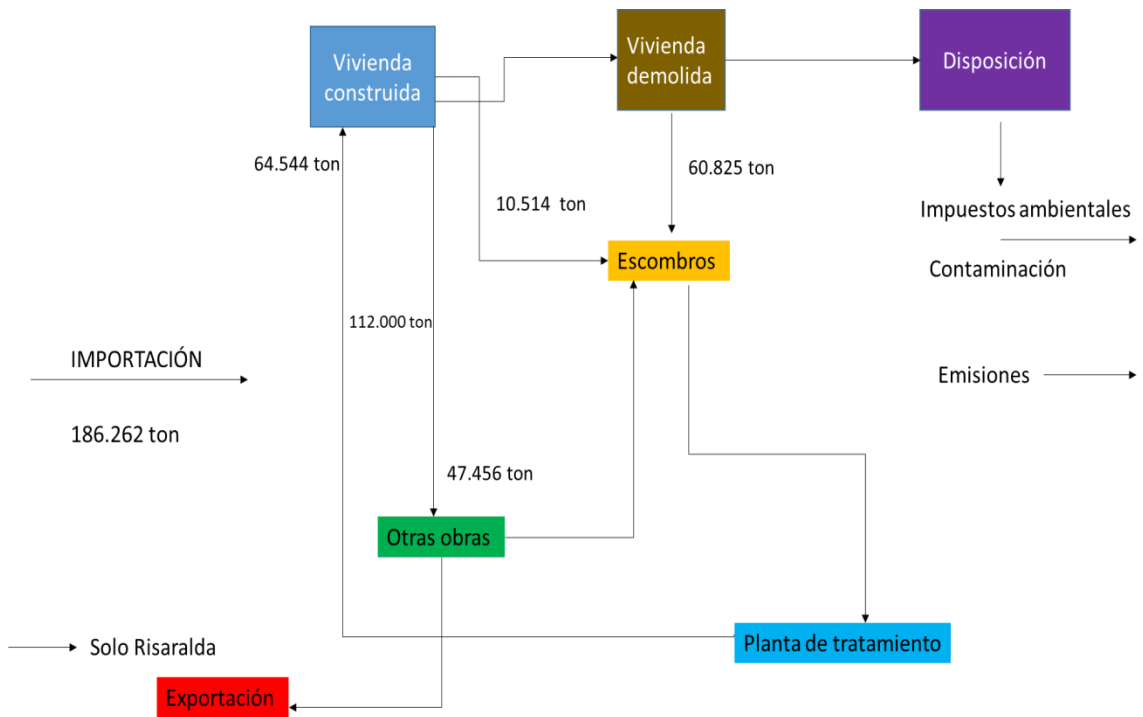 Vivienda
construida
Vivienda
demolida
Disposición
64.544 ton
10.514 ton
60.825 ton
Impuestos ambientales
Escombros
Contaminación
112.000 ton
IMPORTACIÓN
Emisiones
186.262 ton
47.456 ton
Otras obras
Solo Risaralda
Planta de tratamiento
Exportación